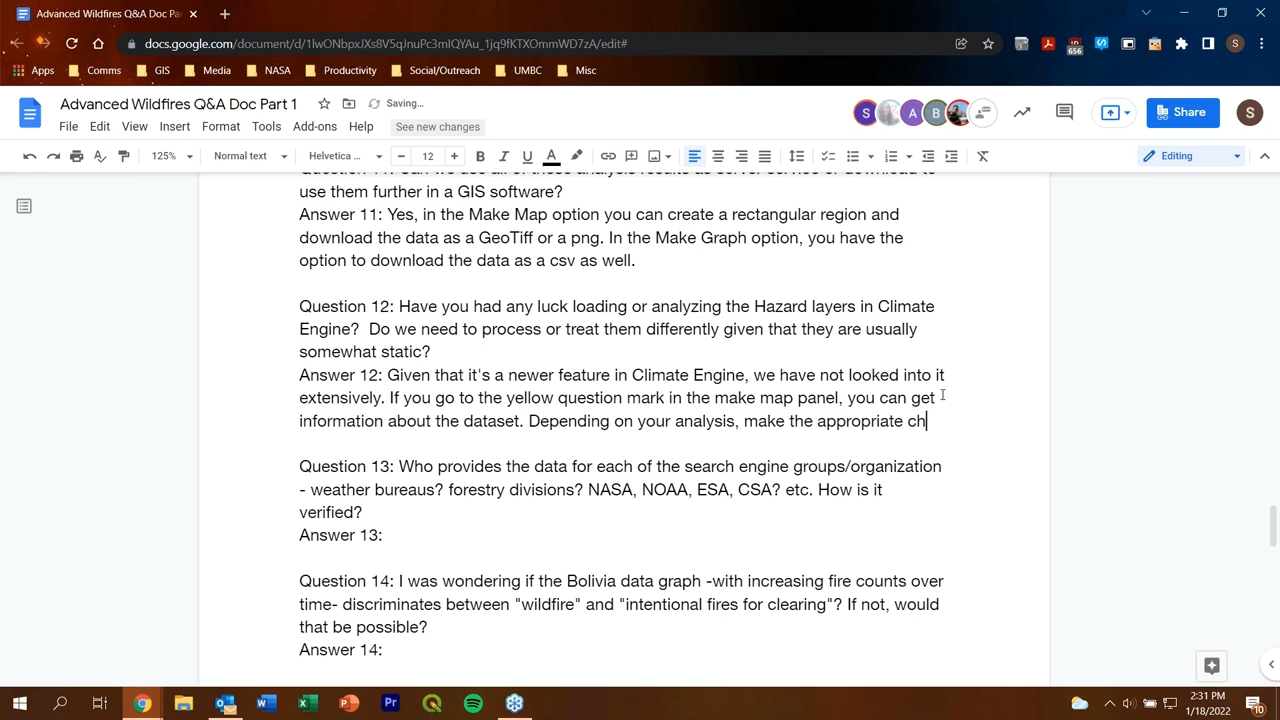 Advanced Wildfires Q&A Doc Par
docs.google.com/document/d/1lwONbpxJXs8V5qJnuPc3mIQYAu_1jq9fKTXOmmWD7zA/edit#
656
S
Apps
Comms
GIS
Media
NASA
Productivity
Social/Outreach
UMBC
Misc
Advanced Wildfires Q&A Doc Part 1
Saving...
S
A
B
Share
S
File
Edit
View
Insert
Format
Tools
Add-ons
Help
See new changes
125%
Normal text
Helvetica ...
12
B
I
U
A
Editing
use them further in a GIS software?
Answer 11: Yes, in the Make Map option you can create a rectangular region and
download the data as a GeoTiff or a png. In the Make Graph option, you have the
option to download the data as a csv as well.
Question 12: Have you had any luck loading or analyzing the Hazard layers in Climate
Engine?  Do we need to process or treat them differently given that they are usually
somewhat static?
Answer 12: Given that it's a newer feature in Climate Engine, we have not looked into it
extensively. If you go to the yellow question mark in the make map panel, you can get
information about the dataset. Depending on your analysis, make the appropriate ch
Question 13: Who provides the data for each of the search engine groups/organization
- weather bureaus? forestry divisions? NASA, NOAA, ESA, CSA? etc. How is it
verified?
Answer 13:
Question 14: I was wondering if the Bolivia data graph -with increasing fire counts over
time- discriminates between "wildfire" and "intentional fires for clearing"? If not, would
that be possible?
Answer 14:
Pr
2:31 PM
1/18/2022
10